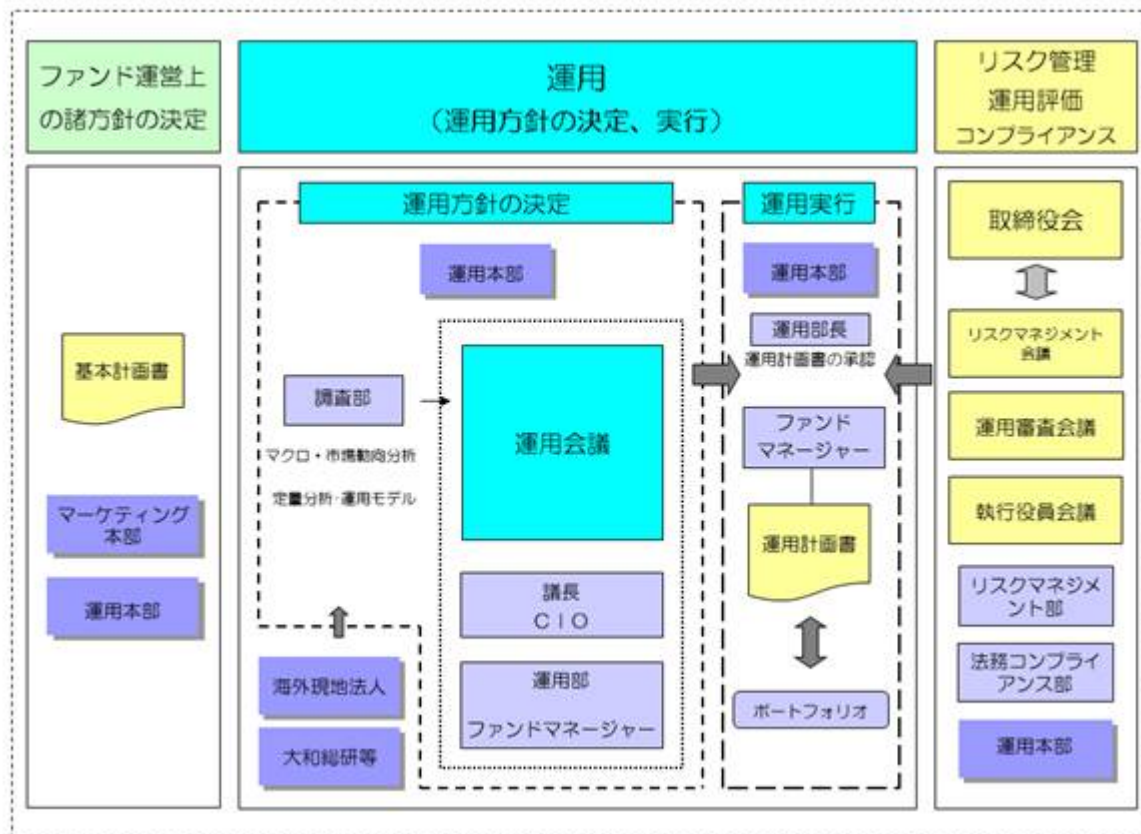 ファンド運営上
の諸方針の決定
運用
（運用方針の決定、実行）
リスク管理
運用評価
コンプライアンス
基本計画書
マーケティング
本部
運用本部
運用方針の決定
運用本部
調査部
マクロ・市場動向分析
定量分析・運用モデル
運用会議
議長
ＣＩＯ
運用部
ファンドマネージャー
海外現地法人
大和総研等
運用実行
運用本部
運用部長
運用計画書の承認
ファンド
マネージャー
運用計画書
ポートフォリオ
取締役会
リスクマネジメント
会議
運用審査会議
執行役員会議
リスクマネジメ
ント部
法務コンプライ
アンス部
運用本部